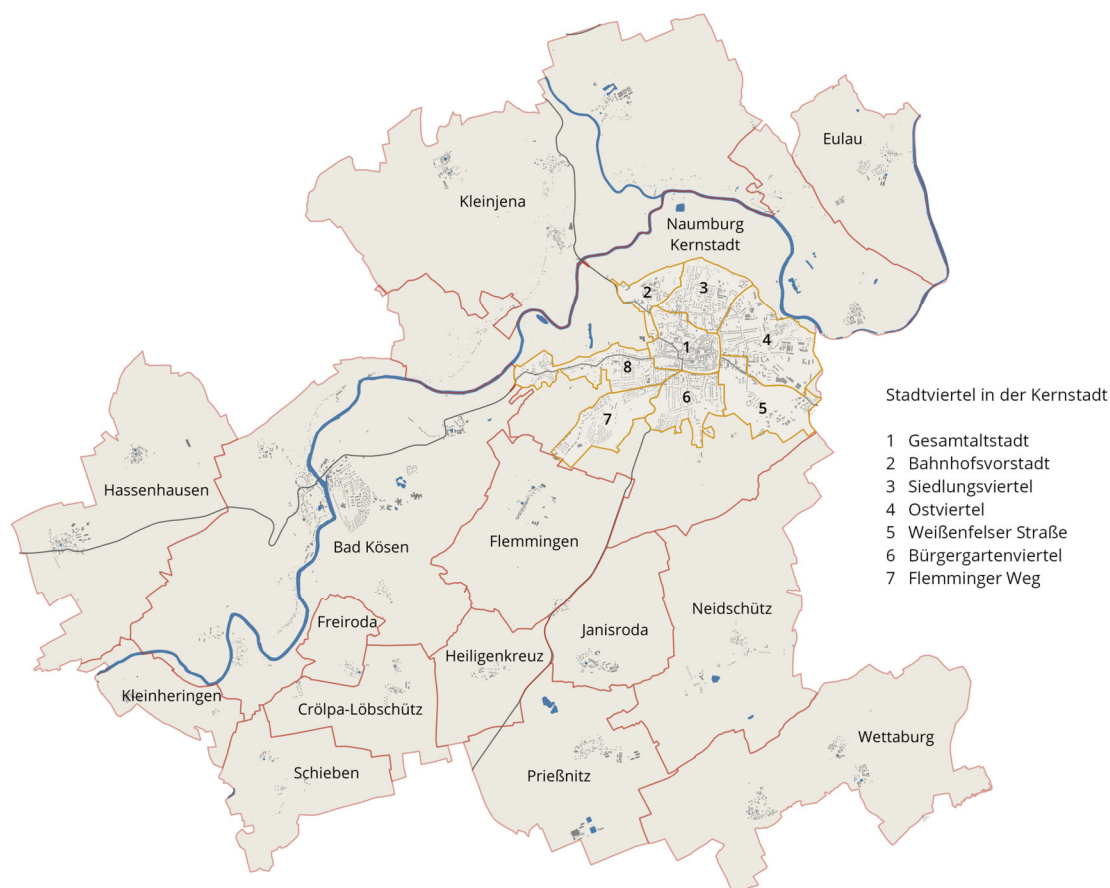 Eulau
Kleinjena
Naumburg
Kernstadt
2
3
4
1
8
6
5
7
Hassenhausen
Bad Kösen
Flemmingen
Neidschütz
Freiroda
Janisroda
Heiligenkreuz
Kleinheringen
Crölpa-Löbschütz
Wettaburg
Schieben
Prießnitz
Stadtviertel in der Kernstadt
1 Gesamtaltstadt
2 Bahnhofsvorstadt
3 Siedlungsviertel
4 Ostviertel
5 Weißenfelser Straße
6 Bürgergartenviertel
7 Flemminger Weg